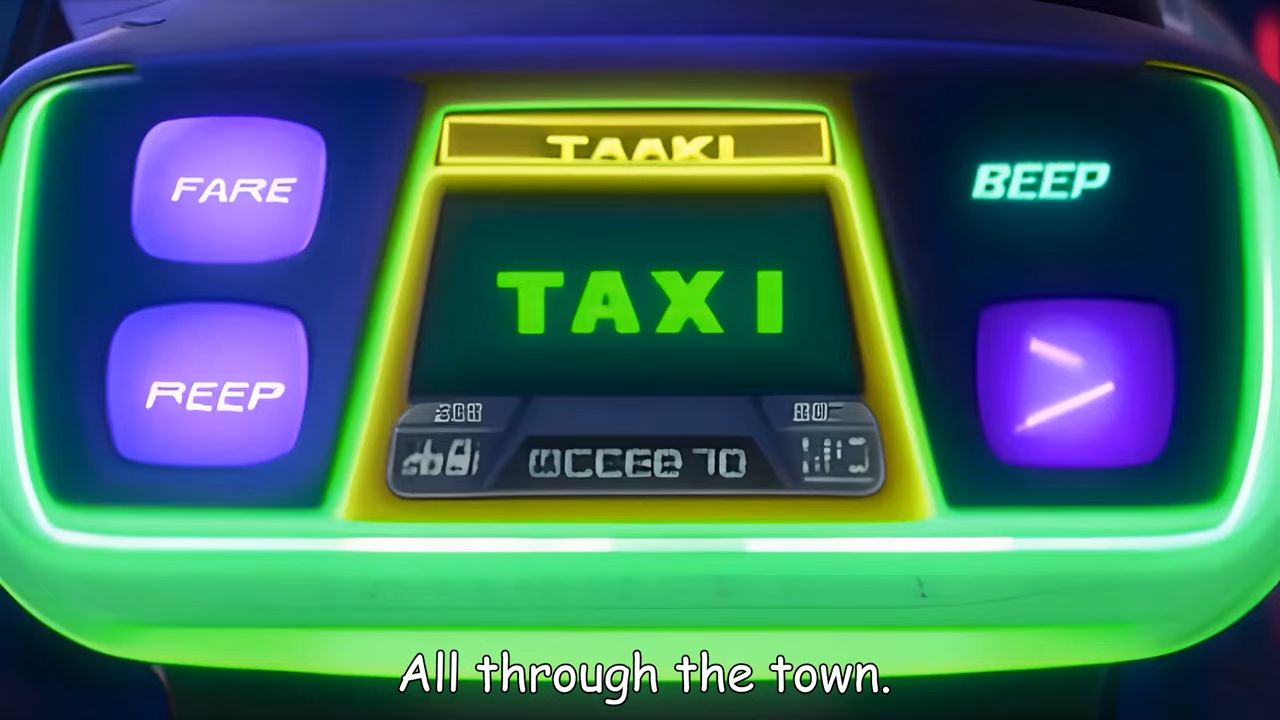 TAAKI
FARE
BEEP
TAXI
REEP
All through the town.